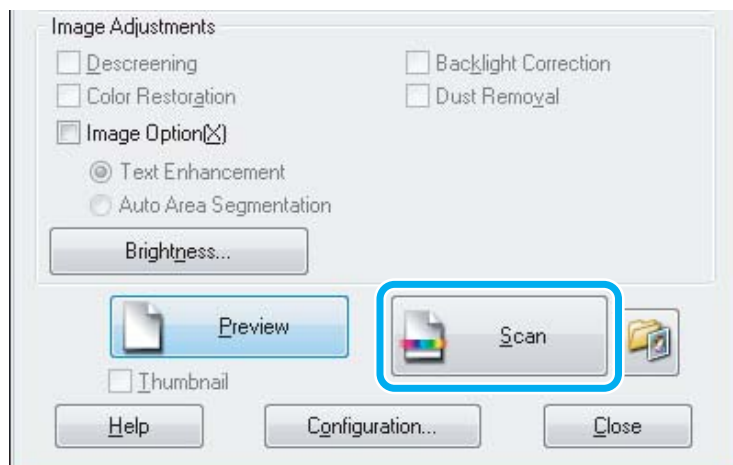 Image Adjustments
Descreening Backlight Correction
Color Restoration Dust Removal
Image Option(X)
Text Enhancement
Auto Area Segmentation
Brightness...
Preview Scan
Thumbnail
Help Configuration... Close